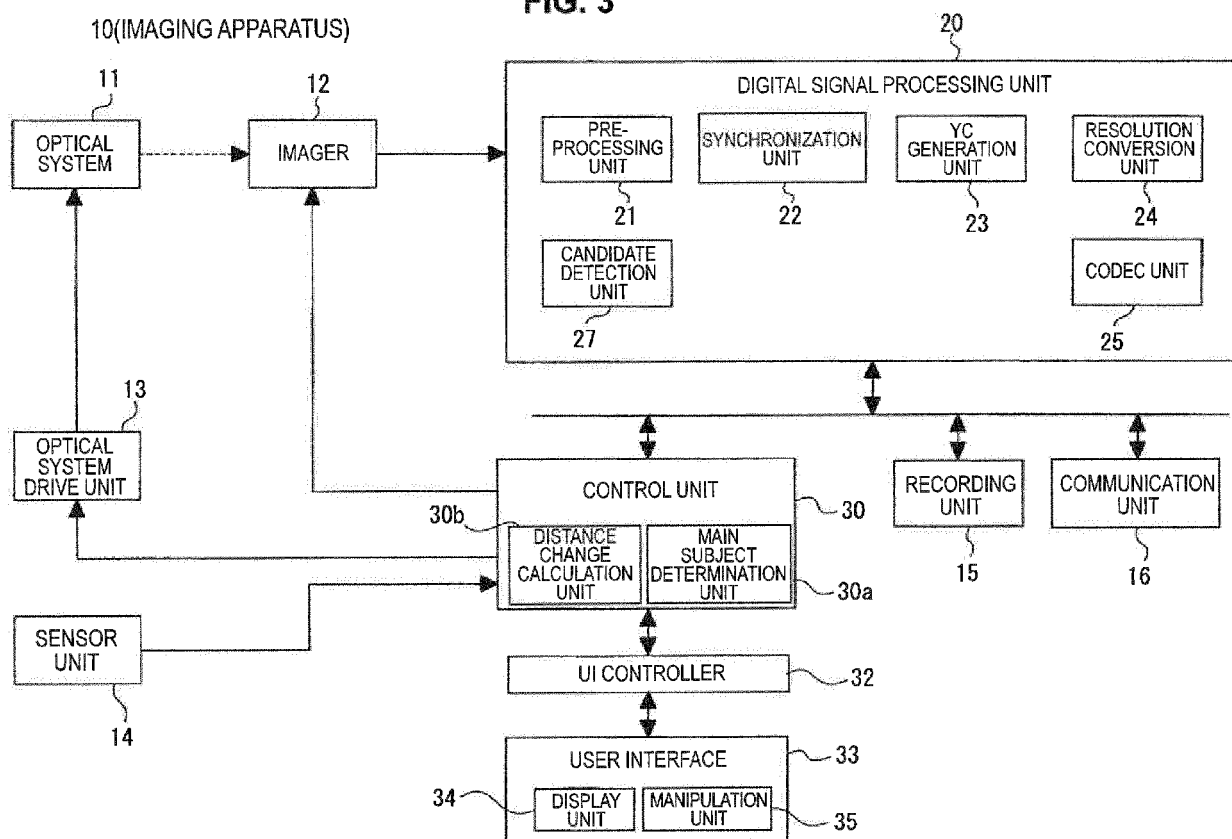 FIG. 3
10(IMAGING APPARATUS)
20
11
12
DIGITAL SIGNAL PROCESSING UNIT
OPTICAL
SYSTEM
IMAGER
PRE-
PROCESSING
UNIT
SYNCHRONIZATION
UNIT
YC
GENERATION
UNIT
RESOLUTION
CONVERSION
UNIT
21
22
23
24
CANDIDATE
DETECTION
UNIT
CODEC UNIT
27
25
13
OPTICAL
SYSTEM
DRIVE UNIT
CONTROL UNIT
30
30b
DISTANCE
CHANGE
CALCULATION
UNIT
MAIN
SUBJECT
DETERMINATION
UNIT
30a
RECORDING
UNIT
15
COMMUNICATION
UNIT
16
SENSOR
UNIT
14
UI CONTROLLER
32
USER INTERFACE
33
34
DISPLAY
UNIT
MANIPULATION
UNIT
35